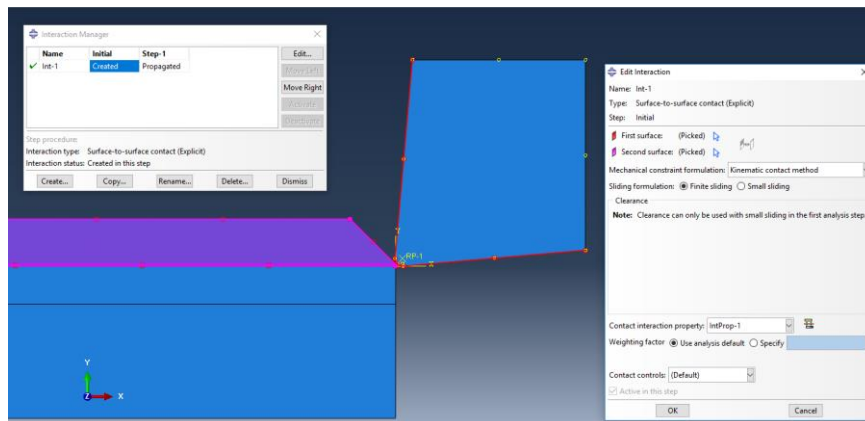 Interaction Manager
Name Initial Step-1
Int-1 Created Propagated
Edit...
Move Left
Move Right
Activate
Deactivate
Step procedure:
Interaction type: Surface-to-surface contact (Explicit)
Interaction status: Created in this step
Create... Copy... Rename... Delete... Dismiss
RP-1
X
Y
Y
Z
X
Edit Interaction
Name: Int-1
Type: Surface-to-surface contact (Explicit)
Step: Initial
First surface: (Picked)
Second surface: (Picked)
Mechanical constraint formulation: Kinematic contact method
Sliding formulation: Finite sliding Small sliding
Clearance
Note: Clearance can only be used with small sliding in the first analysis step
Contact interaction property: IntProp-1
Weighting factor Use analysis default Specify
Contact controls: (Default)
Active in this step
OK Cancel